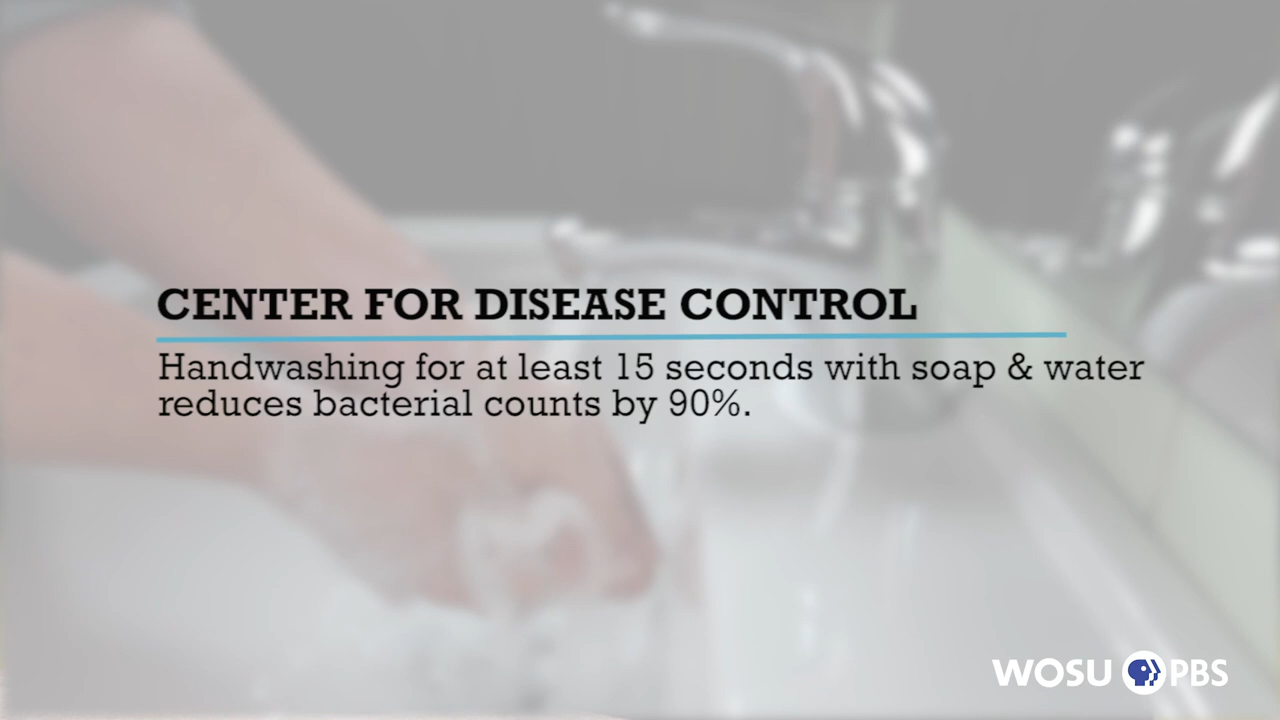 CENTER FOR DISEASE CONTROL
Handwashing for at least 15 seconds with soap & water
reduces bacterial counts by 90%.
WOSU PBS